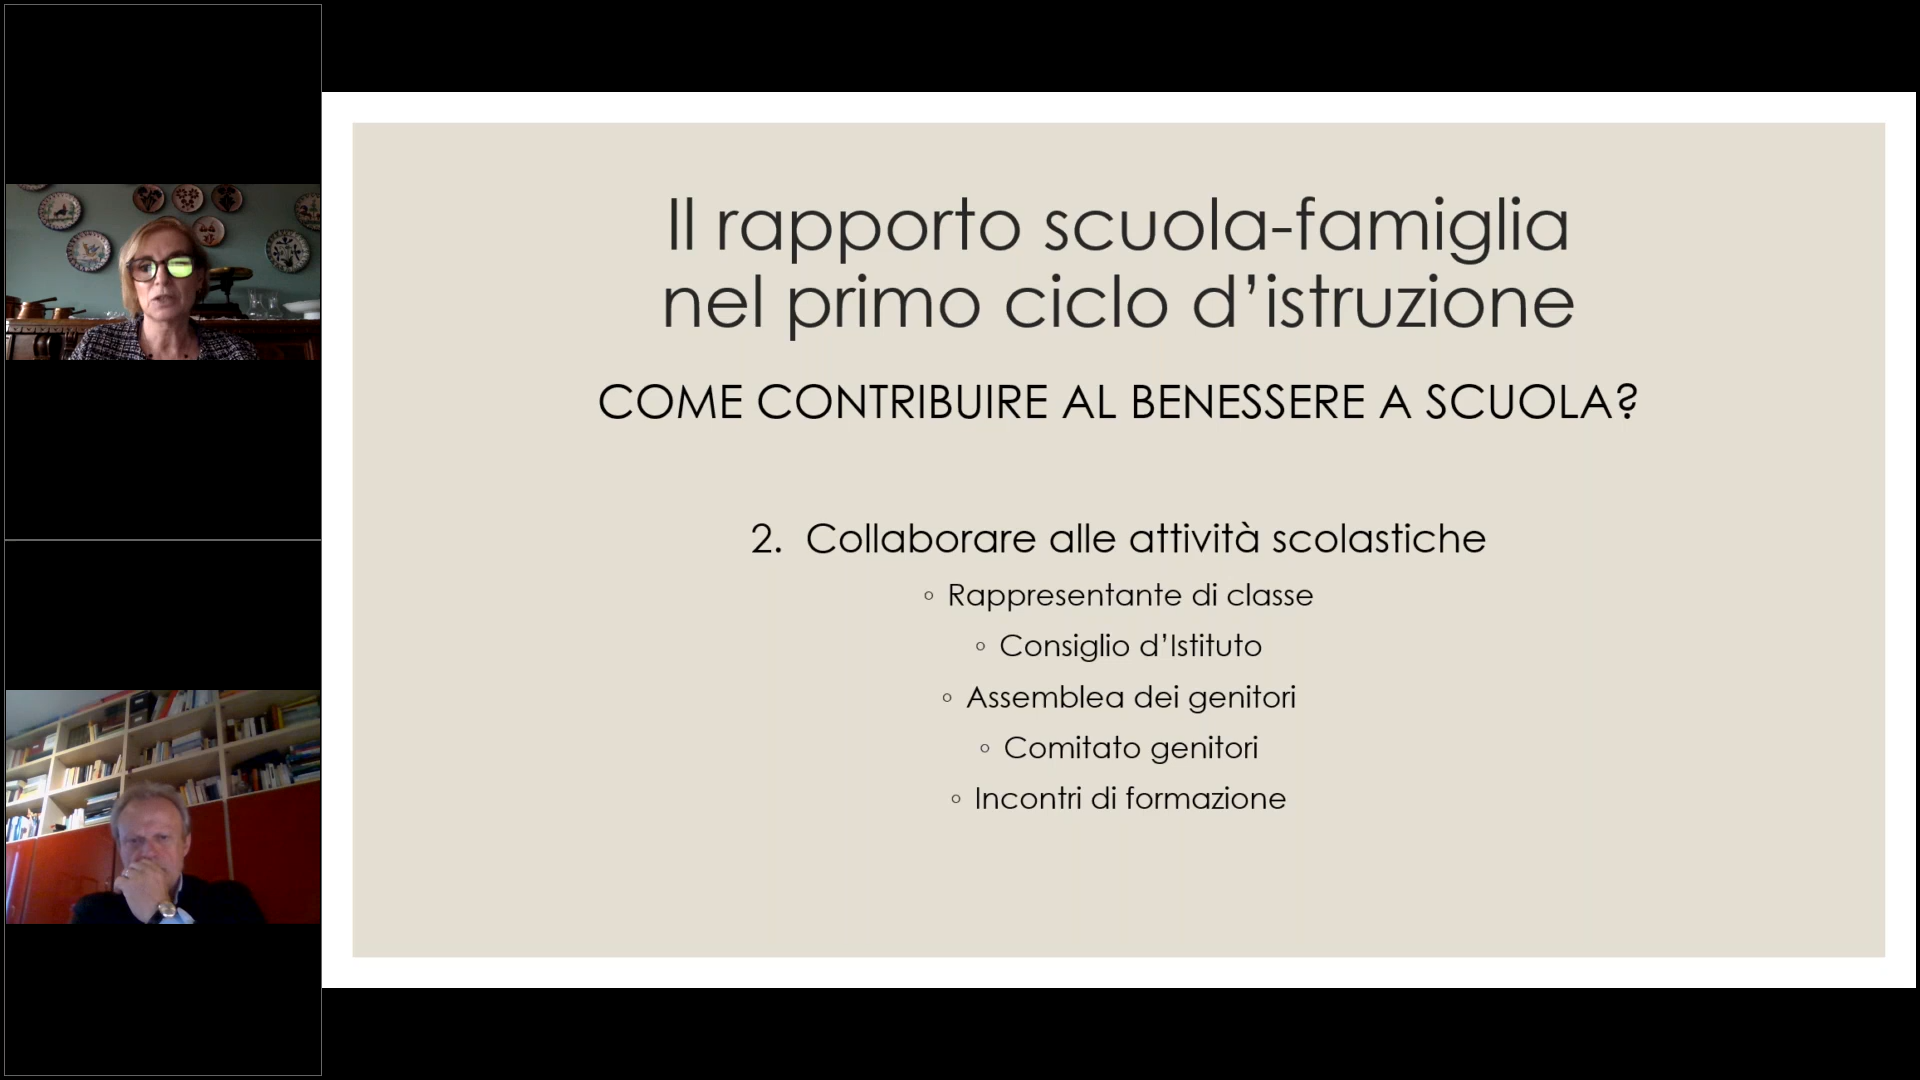 Il rapporto scuola-famiglia
nel primo ciclo d’istruzione
COME CONTRIBUIRE AL BENESSERE A SCUOLA?
2. Collaborare alle attività scolastiche
◦ Rappresentante di classe
◦ Consiglio d’Istituto
◦ Assemblea dei genitori
◦ Comitato genitori
◦ Incontri di formazione